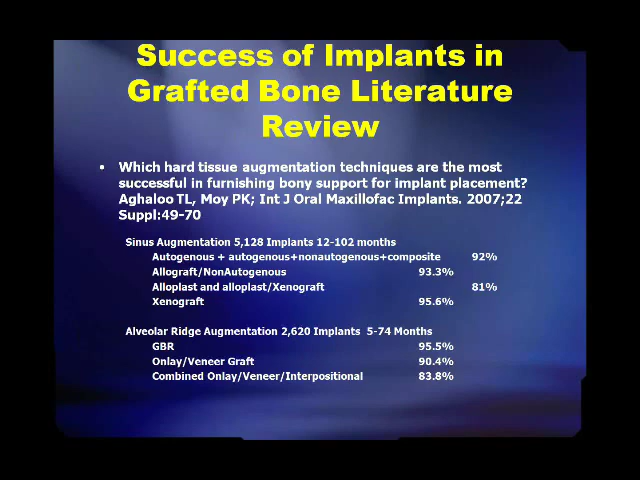 Success of Implants in
Grafted Bone Literature
Review
• Which hard tissue augmentation techniques are the most
successful in furnishing bony support for implant placement?
Aghaloo TL, Moy PK; Int J Oral Maxillofac Implants. 2007;22
Suppl:49-70
Sinus Augmentation 5,128 Implants 12-102 months
Autogenous + autogenous+nonautogenous+composite 92%
Allograft/NonAutogenous 93.3%
Alloplast and alloplast/Xenograft 81%
Xenograft 95.6%
Alveolar Ridge Augmentation 2,620 Implants 5-74 Months
GBR 95.5%
Onlay/Veneer Graft 90.4%
Combined Onlay/Veneer/Interpositional 83.8%